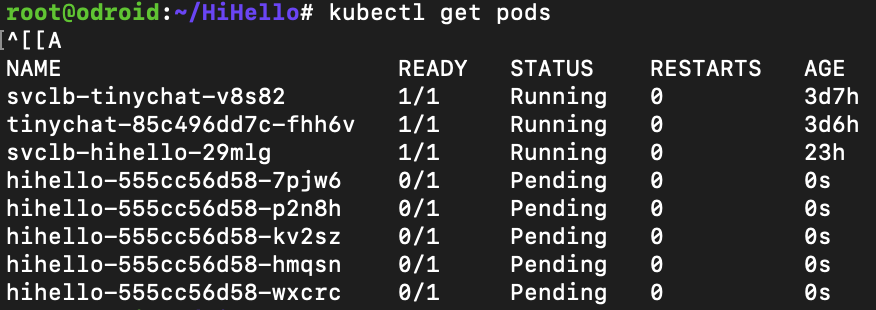 root@odroid:~/HiHello# kubectl get pods
^[[A
NAME READY STATUS RESTARTS AGE
svclb-tinychat-v8s82 1/1 Running 0 3d7h
tinychat-85c496dd7c-fhh6v 1/1 Running 0 3d6h
svclb-hihello-29mlg 1/1 Running 0 23h
hihello-555cc56d58-7pjw6 0/1 Pending 0 0s
hihello-555cc56d58-p2n8h 0/1 Pending 0 0s
hihello-555cc56d58-kv2sz 0/1 Pending 0 0s
hihello-555cc56d58-hmqsn 0/1 Pending 0 0s
hihello-555cc56d58-wxcrc 0/1 Pending 0 0s